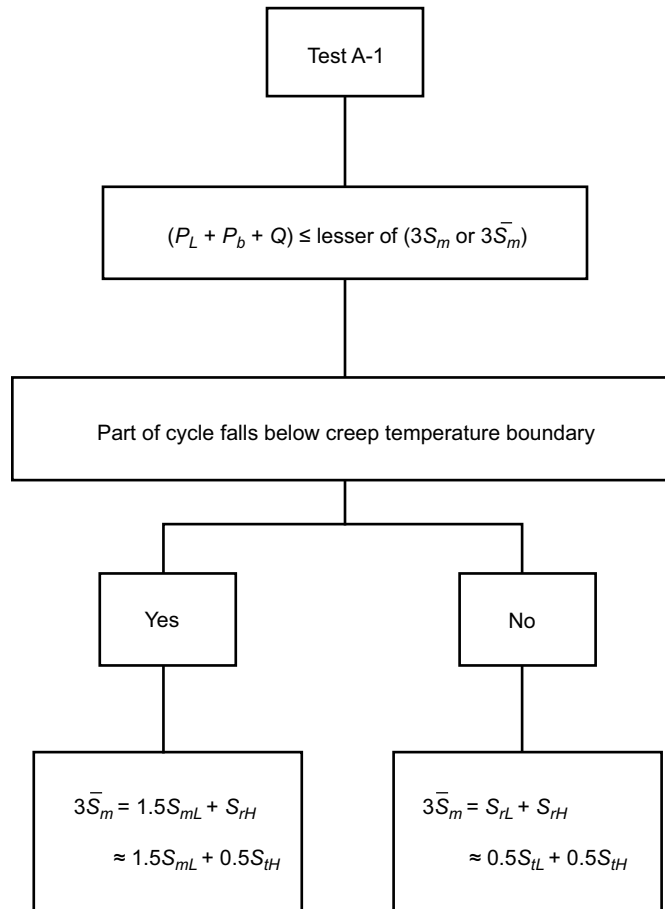 Test A-1
(P_L + P_b + Q) ≤ lesser of (3S_m or 3S̄_m)
Part of cycle falls below creep temperature boundary
Yes
No
3S̄_m = 1.5S_mL + S_rH
≈ 1.5S_mL + 0.5S_tH
3S̄_m = S_rL + S_rH
≈ 0.5S_tL + 0.5S_tH